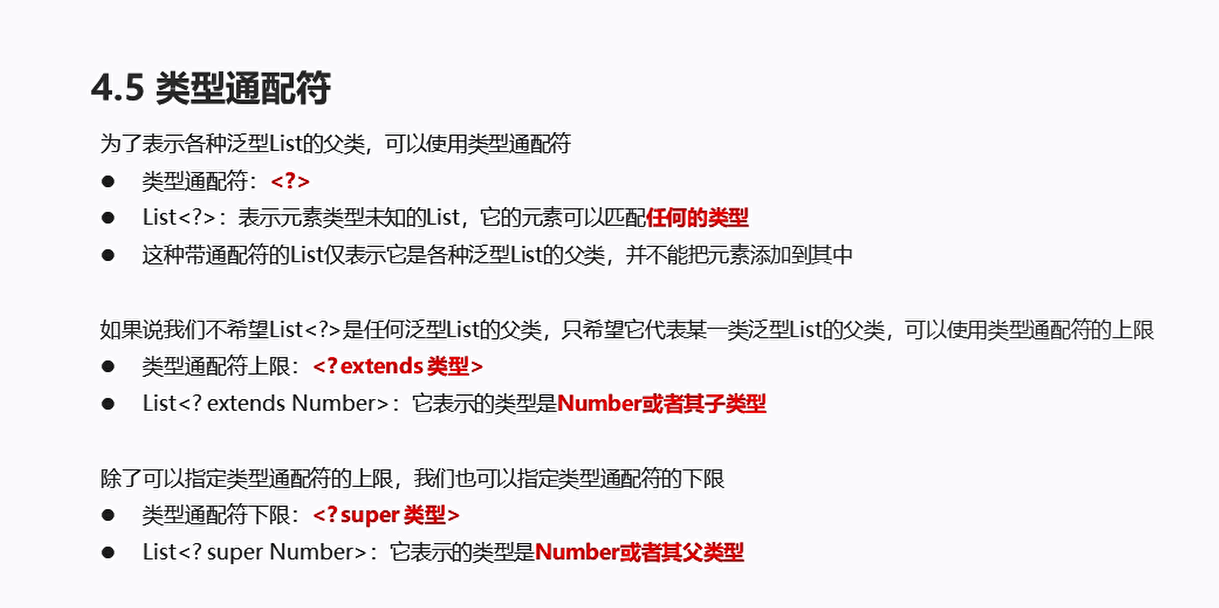 4.5 类型通配符
为了表示各种泛型List的父类，可以使用类型通配符
● 类型通配符：<?>
● List<?>：表示元素类型未知的List，它的元素可以匹配任何的类型
● 这种带通配符的List仅表示它是各种泛型List的父类，并不能把元素添加到其中
如果说我们不希望List<?>是任何泛型List的父类，只希望它代表某一类泛型List的父类，可以使用类型通配符的上限
● 类型通配符上限：<? extends 类型>
● List<? extends Number>：它表示的类型是Number或者其子类型
除了可以指定类型通配符的上限，我们也可以指定类型通配符的下限
● 类型通配符下限：<? super 类型>
● List<? super Number>：它表示的类型是Number或者其父类型